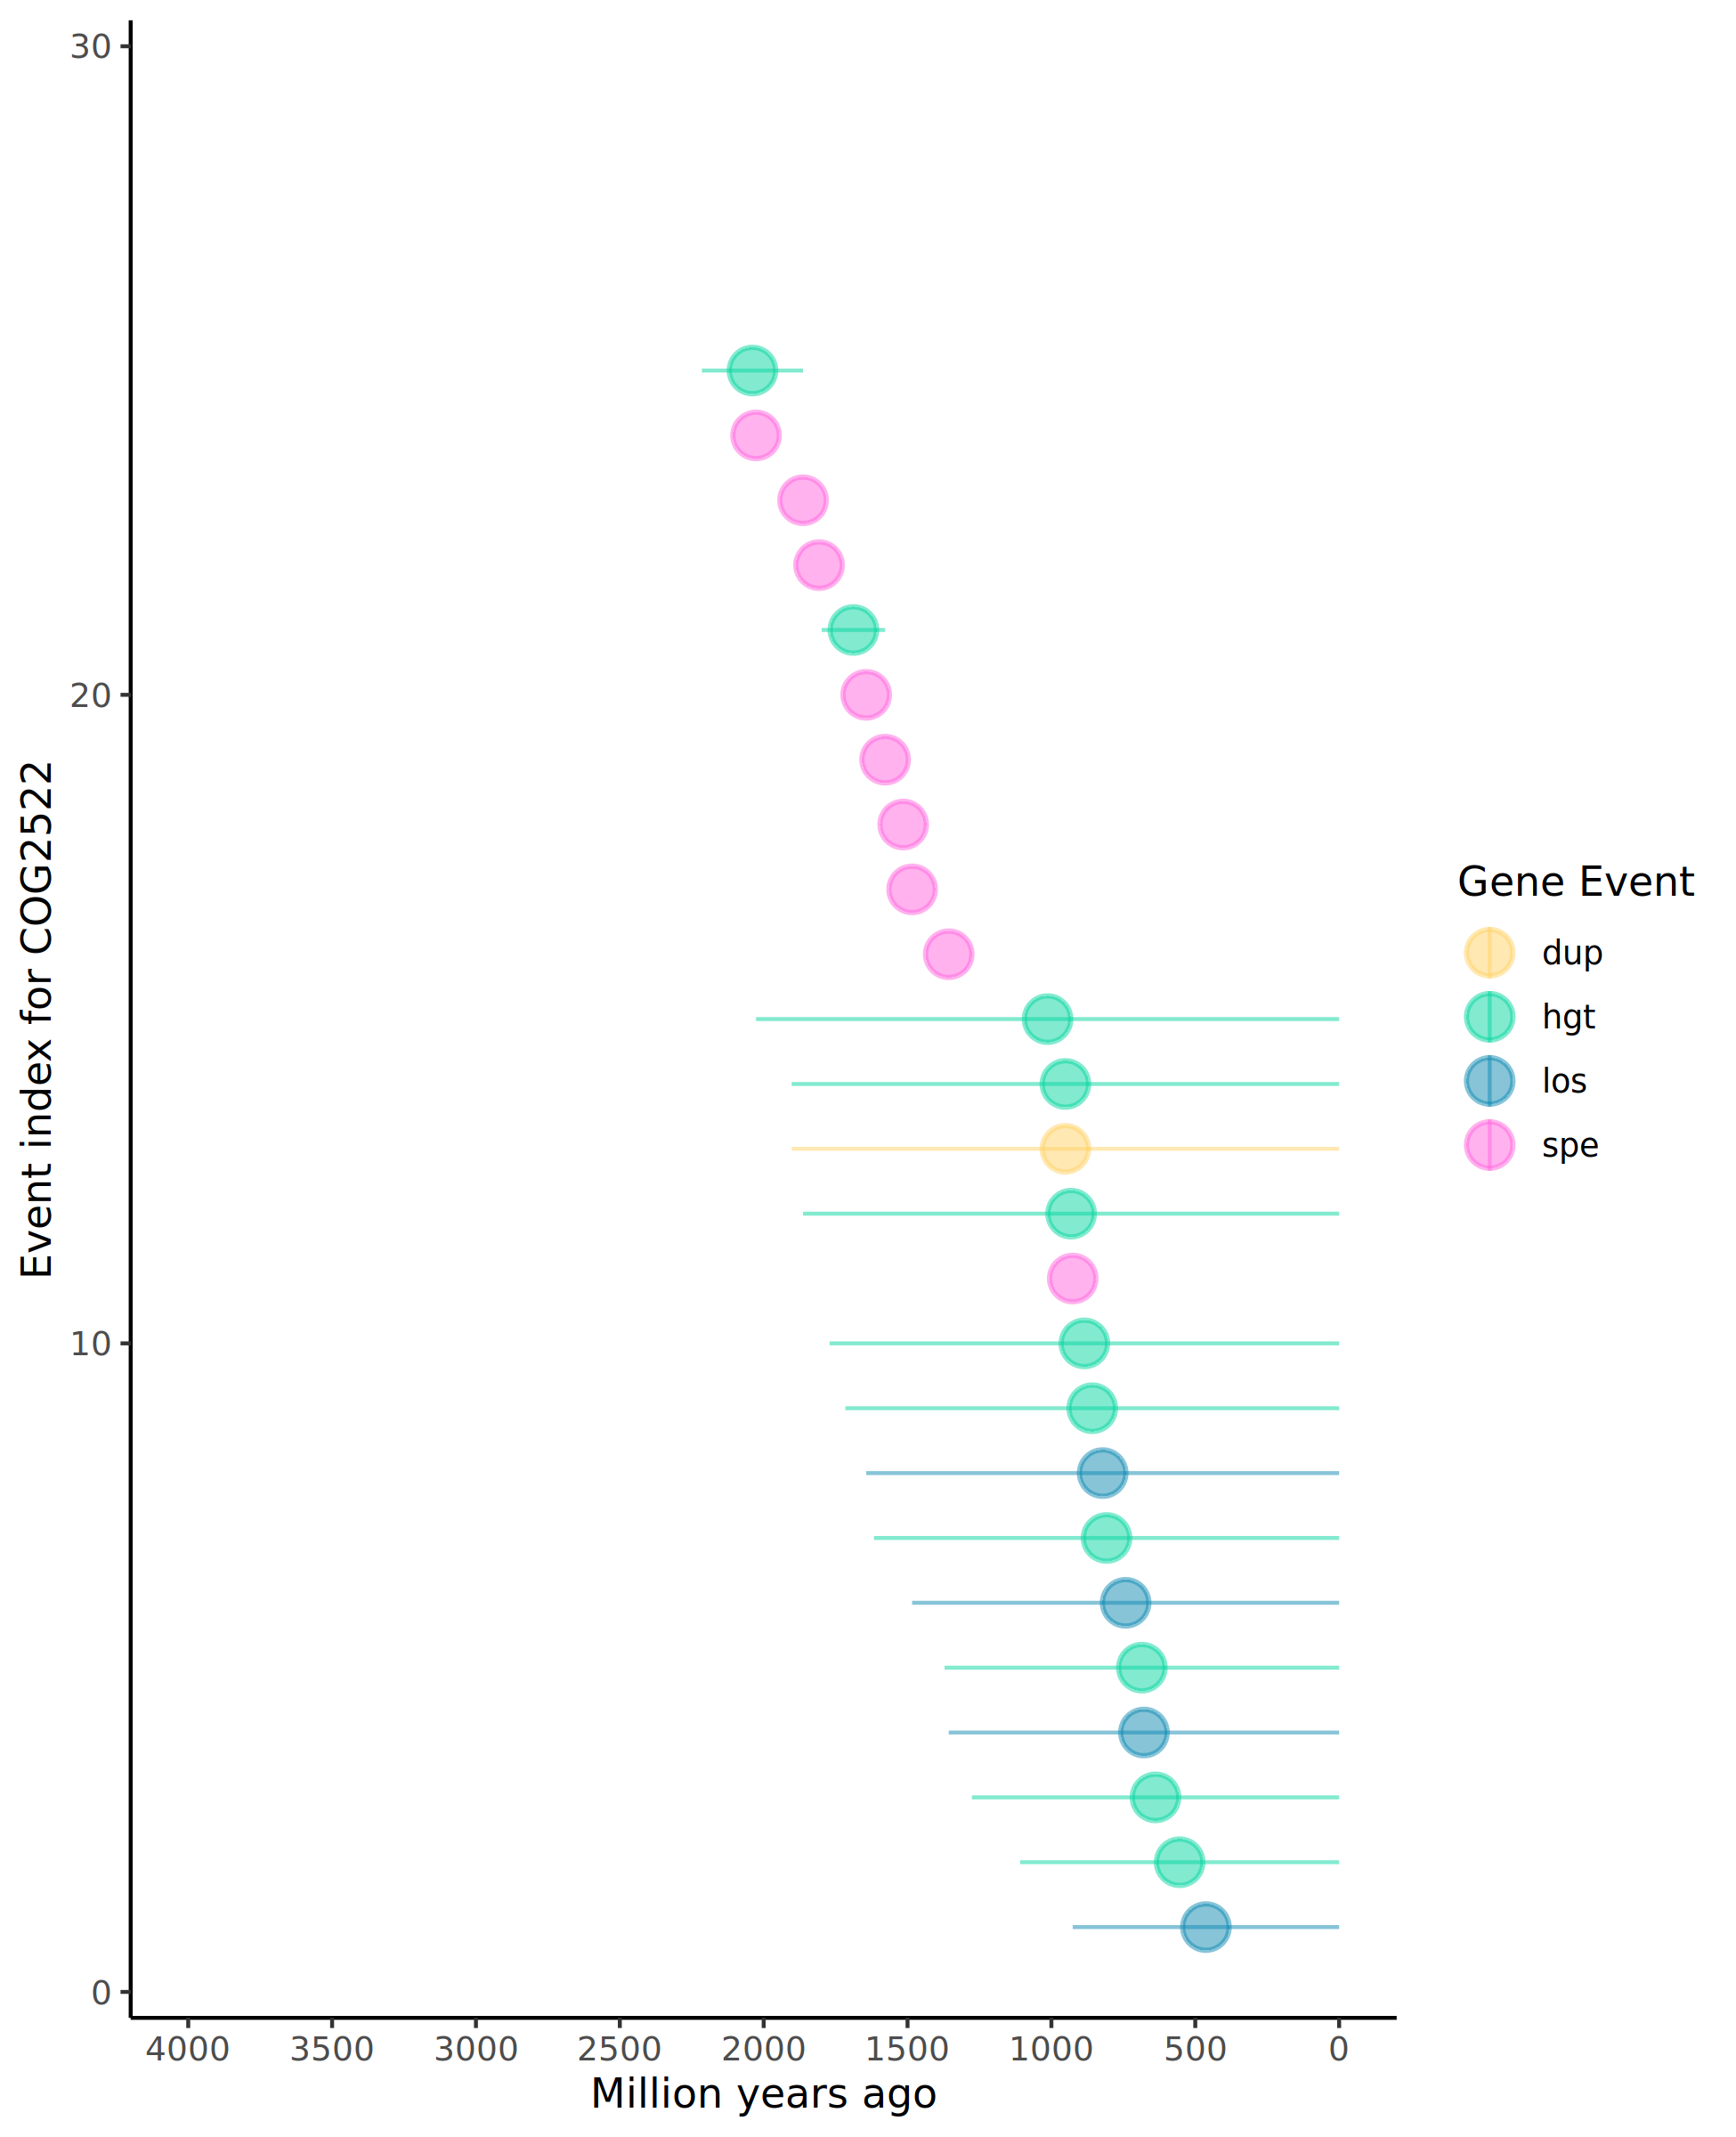 30
20
10
0
Event index for COG2522
4000 3500 3000 2500 2000 1500 1000 500 0
Million years ago
Gene Event
dup
hgt
los
spe